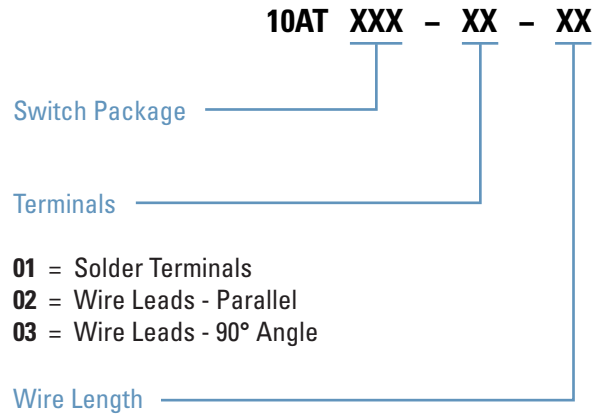 10AT XXX – XX – XX
Switch Package
Terminals
01 = Solder Terminals
02 = Wire Leads - Parallel
03 = Wire Leads - 90° Angle
Wire Length